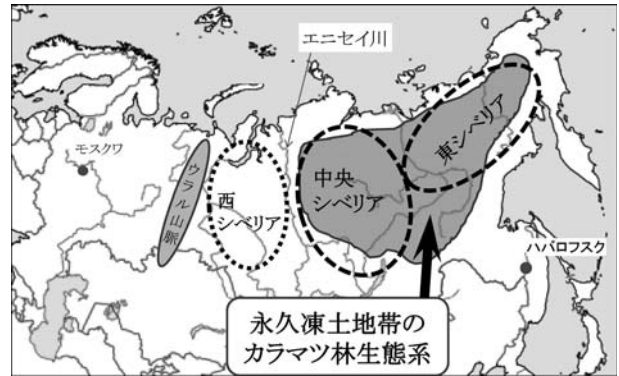 エニセイ川
モスクワ
ウラル山脈
西
シベリア
中央
シベリア
東シベリア
ハバロフスク
永久凍土地帯の
カラマツ林生態系